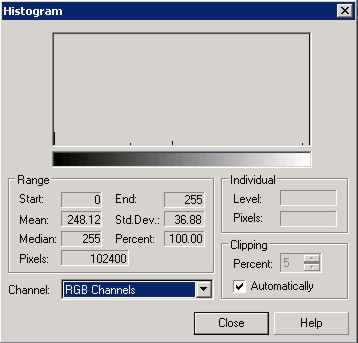 Histogram
Range
Start: 0 End: 255
Mean: 248.12 Std.Dev.: 36.88
Median: 255 Percent: 100.00
Pixels: 102400
Individual
Level:
Pixels:
Clipping
Percent: 5
Automatically
Channel: RGB Channels
Close Help